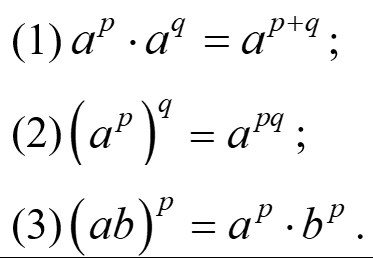 (1) a^p · a^q = a^{p+q} ;
(2) (a^p)^q = a^{pq} ;
(3) (ab)^p = a^p · b^p .